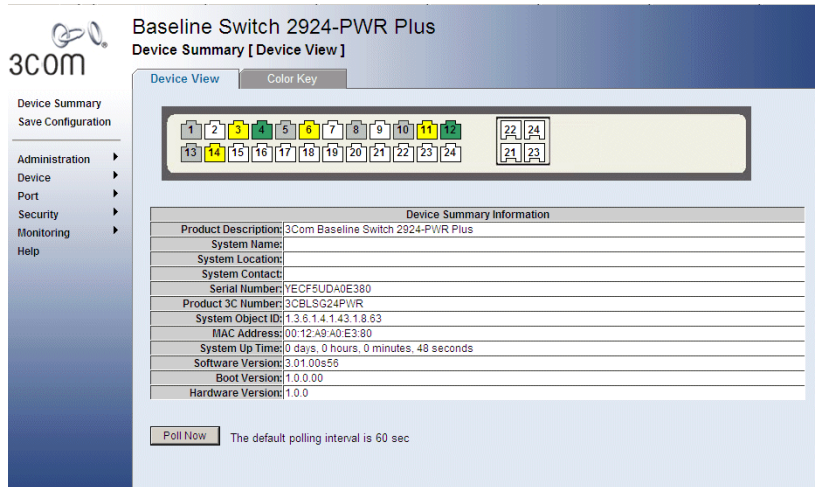 3COM
Baseline Switch 2924-PWR Plus
Device Summary [ Device View ]
Device View Color Key
Device Summary
Save Configuration
Administration
Device
Port
Security
Monitoring
Help
1 2 3 4 5 6 7 8 9 10 11 12
13 14 15 16 17 18 19 20 21 22 23 24
22 24
21 23
Device Summary Information
Product Description: 3Com Baseline Switch 2924-PWR Plus
System Name:
System Location:
System Contact:
Serial Number: YECF5UDA0E380
Product 3C Number: 3CBLSG24PWR
System Object ID: 1.3.6.1.4.1.43.1.8.63
MAC Address: 00:12:A9:A0:E3:80
System Up Time: 0 days, 0 hours, 0 minutes, 48 seconds
Software Version: 3.01.00s56
Boot Version: 1.0.0.00
Hardware Version: 1.0.0
Poll Now The default polling interval is 60 sec